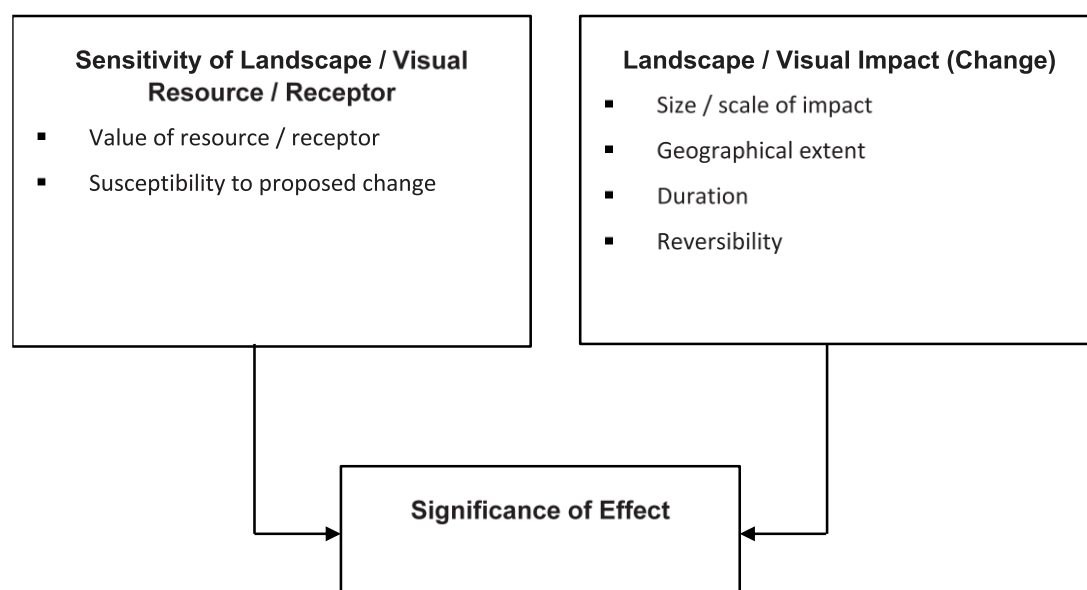 Sensitivity of Landscape / Visual
Resource / Receptor
▪ Value of resource / receptor
▪ Susceptibility to proposed change
Landscape / Visual Impact (Change)
▪ Size / scale of impact
▪ Geographical extent
▪ Duration
▪ Reversibility
Significance of Effect